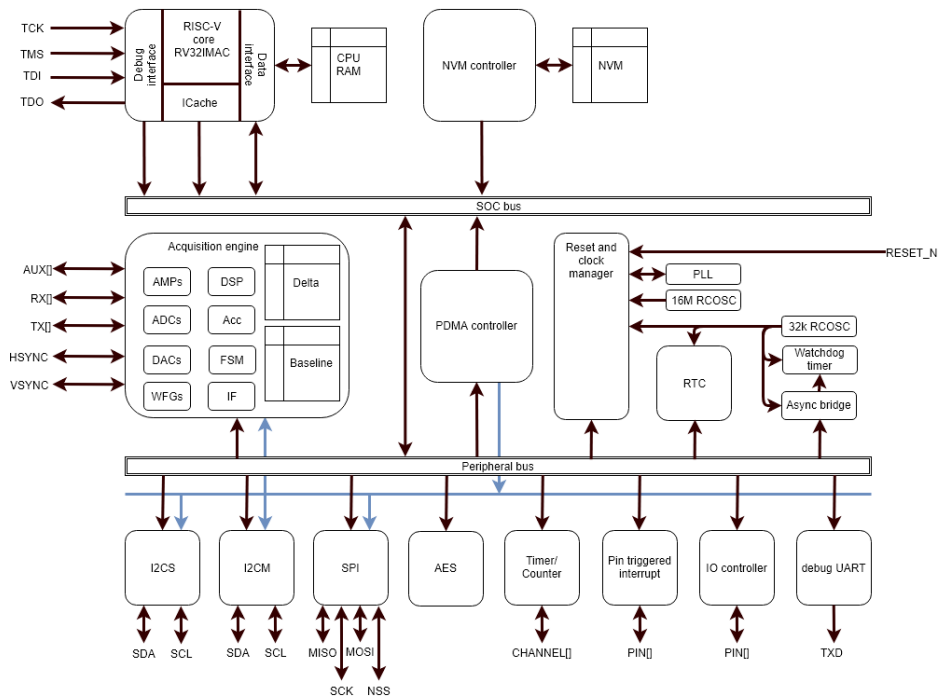 TCK
TMS
TDI
TDO
Debug
interface
RISC-V
core
RV32IMAC
ICache
Data
interface
CPU
RAM
NVM controller
NVM
SOC bus
Acquisition engine
AMPs
DSP
Delta
ADCs
Acc
DACs
FSM
Baseline
WFGs
IF
AUX[]
RX[]
TX[]
HSYNC
VSYNC
PDMA controller
Reset and
clock
manager
RESET_N
PLL
16M RCOSC
32k RCOSC
RTC
Watchdog
timer
Async bridge
Peripheral bus
I2CS
I2CM
SPI
AES
Timer/
Counter
Pin triggered
interrupt
IO controller
debug UART
SDA
SCL
SDA
SCL
MISO
MOSI
SCK
NSS
CHANNEL[]
PIN[]
PIN[]
TXD